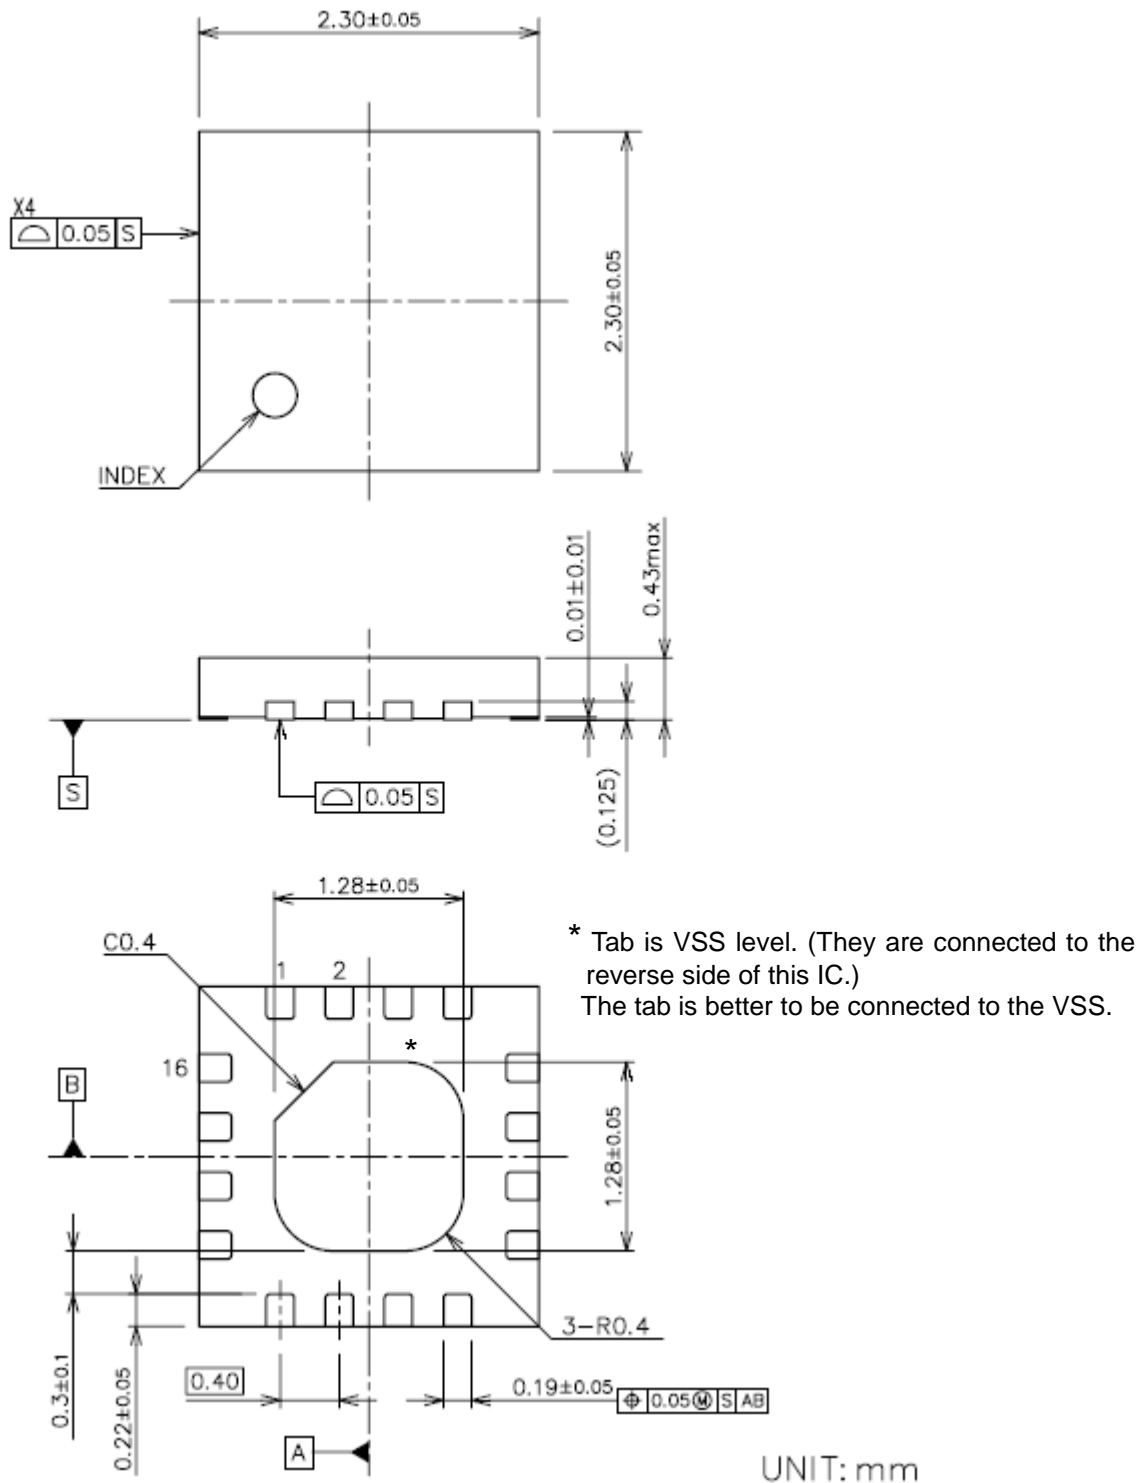 2.30±0.05
X4
0.05 S
2.30±0.05
INDEX
0.01±0.01
0.43max
S
0.05 S
(0.125)
1.28±0.05
C0.4
* Tab is VSS level. (They are connected to the
reverse side of this IC.)
The tab is better to be connected to the VSS.
1 2
*
16
B
1.28±0.05
3-R0.4
0.3±0.1
0.22±0.05
0.40
0.19±0.05
⌖ 0.05Ⓜ S AB
A
UNIT: mm